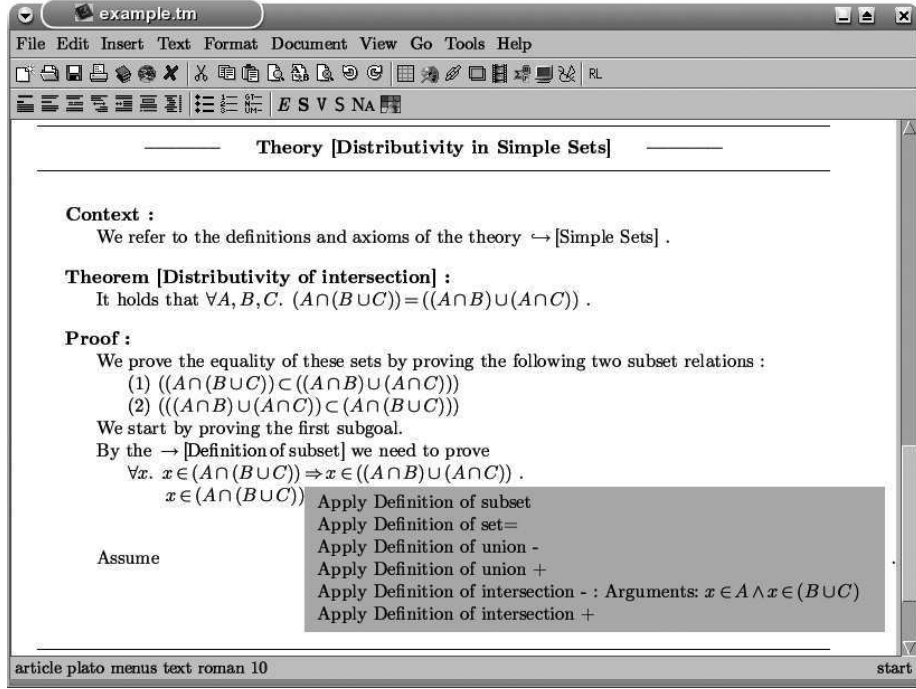 example.tm
File Edit Insert Text Format Document View Go Tools Help
RL
E S V S NA
Theory [Distributivity in Simple Sets]
Context :
We refer to the definitions and axioms of the theory ↪[Simple Sets] .
Theorem [Distributivity of intersection] :
It holds that ∀A, B, C. (A∩(B∪C))=((A∩B)∪(A∩C)) .
Proof :
We prove the equality of these sets by proving the following two subset relations :
(1) ((A∩(B∪C))⊂((A∩B)∪(A∩C)))
(2) (((A∩B)∪(A∩C))⊂(A∩(B∪C)))
We start by proving the first subgoal.
By the →[Definition of subset] we need to prove
∀x. x∈(A∩(B∪C))⇒x∈((A∩B)∪(A∩C)) .
x∈(A∩(B∪C))
Apply Definition of subset
Apply Definition of set=
Apply Definition of union -
Assume .
Apply Definition of union +
Apply Definition of intersection - : Arguments: x∈A∧x∈(B∪C)
Apply Definition of intersection +
article plato menus text roman 10 start